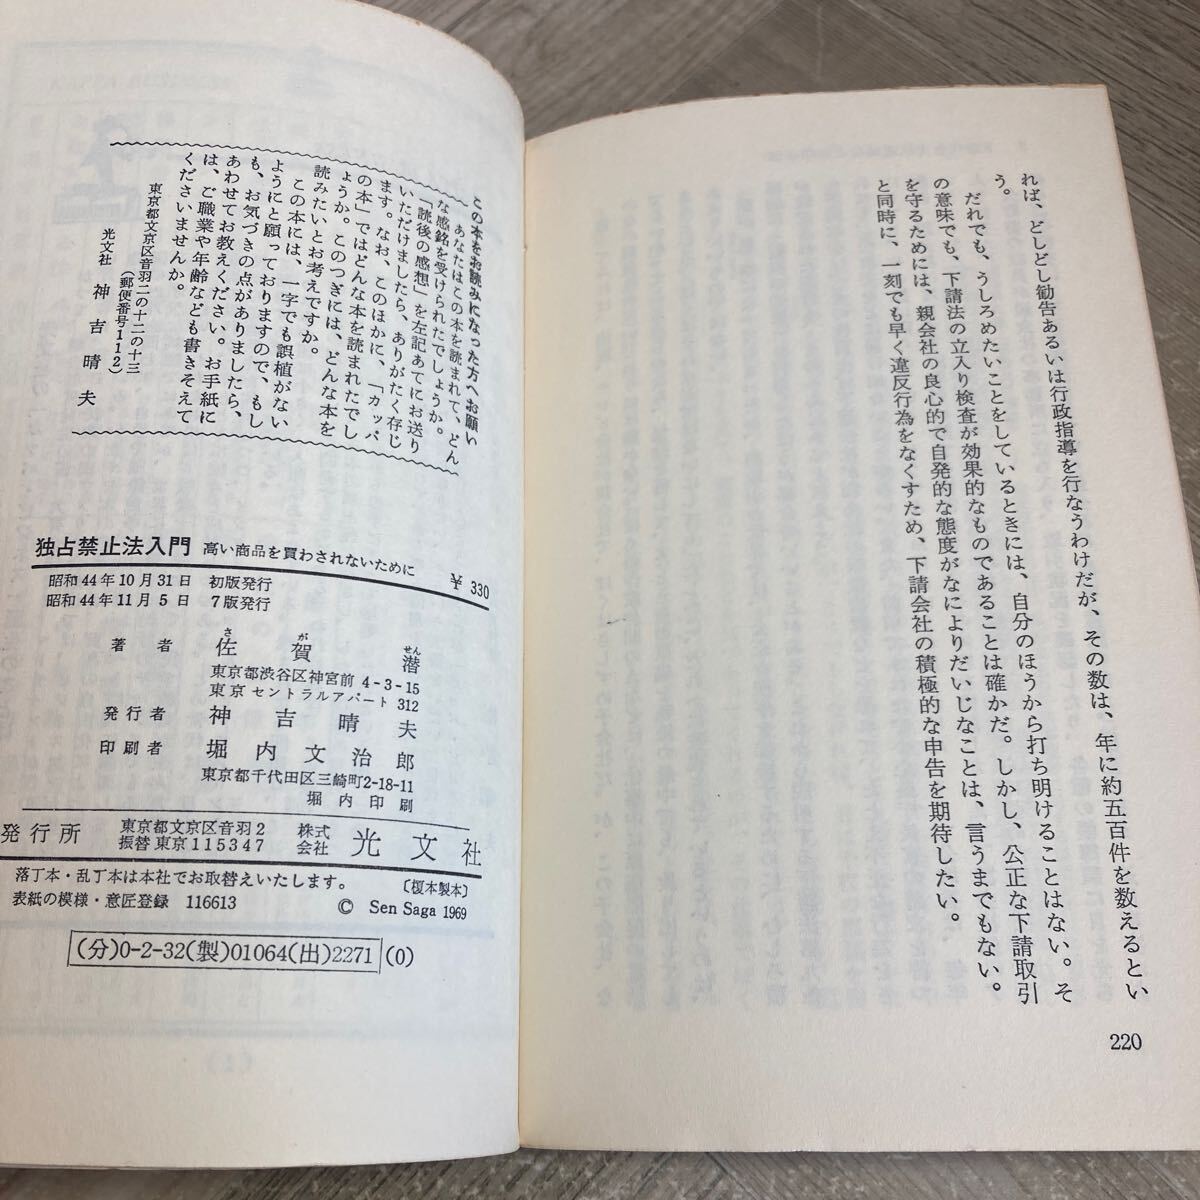 れば、どしどし勧告あるいは行政指導を行なうわけだが、その数は、年に約五百件を数えるとい
う。
だれでも、うしろめたいことをしているときには、自分のほうから打ち明けることはない。そ
の意味でも、下請法の立入り検査が効果的なものであることは確かだ。しかし、公正な下請取引
を守るためには、親会社の良心的で自発的な態度がなによりだいじなことは、言うまでもない。
と同時に、一刻でも早く違反行為をなくすため、下請会社の積極的な申告を期待したい。
220
この本をお読みになった方へお願い
あなたはこの本を読まれて、どん
な感銘を受けられたでしょうか。
「読後の感想」を左記あてにお送り
いただけましたら、ありがたく存じ
ます。なお、このほかに、「カッパ
の本」ではどんな本を読まれたでし
ょうか。このつぎには、どんな本を
読みたいとお考えですか。
この本には、一字でも誤植がない
ようにと願っておりますので、もし
も、お気づきの点がありましたら、
あわせてお教えください。お手紙に
は、ご職業や年齢なども書きそえて
くださいませんか。
東京都文京区音羽二の十二の十三
(郵便番号112)
光文社 神吉晴夫
独占禁止法入門 高い商品を買わされないために ¥330
昭和44年10月31日 初版発行
昭和44年11月5日 7版発行
著者 佐賀潜
さがせん
東京都渋谷区神宮前4-3-15
東京セントラルアパート312
発行者 神吉晴夫
印刷者 堀内文治郎
東京都千代田区三崎町2-18-11
堀内印刷
発行所 東京都文京区音羽2 株式会社 光文社
振替東京115347
落丁本・乱丁本は本社でお取替えいたします。 〔榎本製本〕
表紙の模様・意匠登録 116613 © Sen Saga 1969
(分)0-2-32(製)01064(出)2271(0)